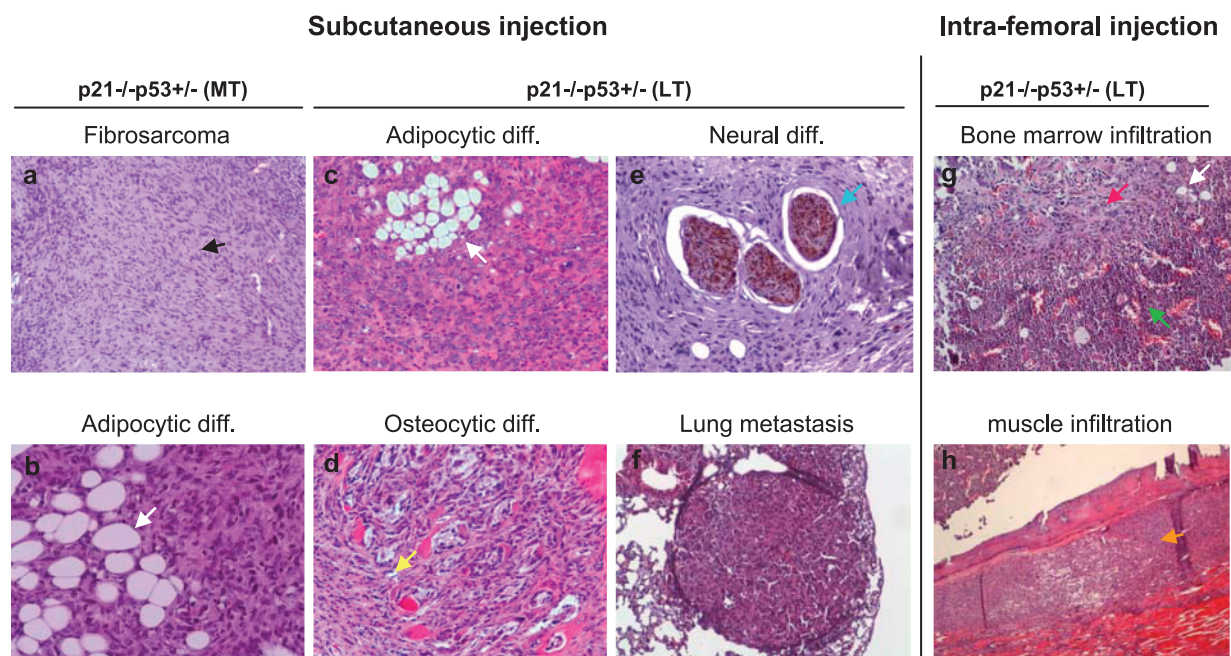 Subcutaneous injection
Intra-femoral injection
p21-/-p53+/- (MT)
p21-/-p53+/- (LT)
p21-/-p53+/- (LT)
Fibrosarcoma
Adipocytic diff.
Neural diff.
Bone marrow infiltration
a
c
e
g
Adipocytic diff.
Osteocytic diff.
Lung metastasis
muscle infiltration
b
d
f
h